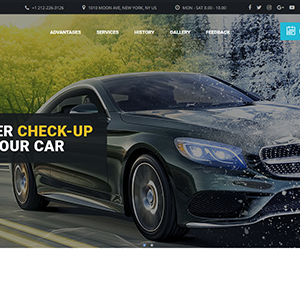 +1 212 226-3126 1010 MOON AVE, NEW YORK, NY US MON - SAT 8.00 - 18.00
ADVANTAGES SERVICES HISTORY GALLERY FEEDBACK
ER CHECK-UP
OUR CAR